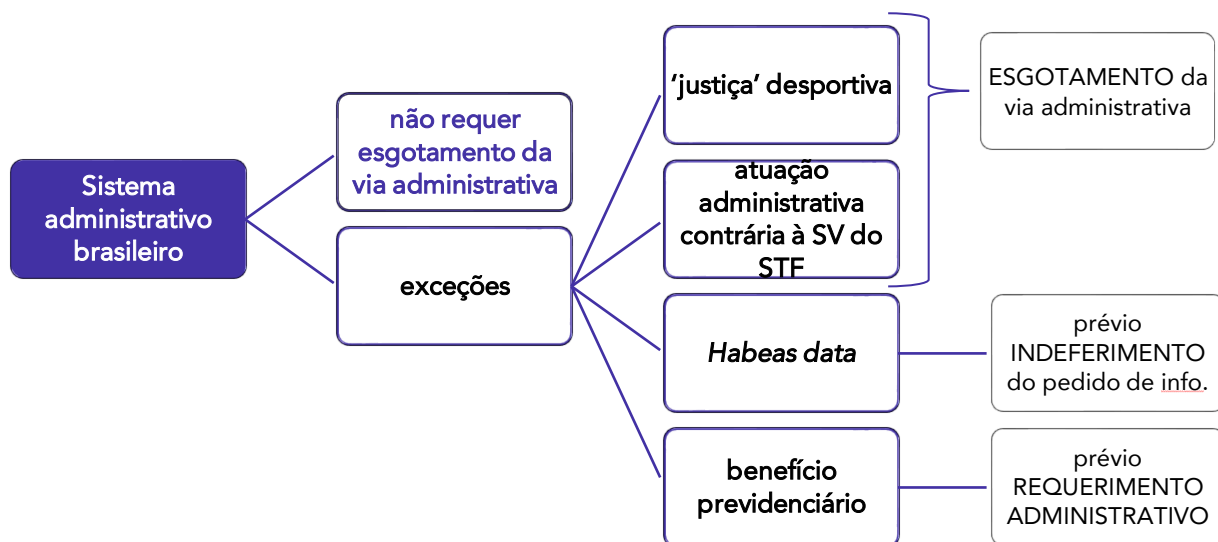 Sistema
administrativo
brasileiro
não requer
esgotamento da
via administrativa
exceções
‘justiça’ desportiva
atuação
administrativa
contrária à SV do
STF
ESGOTAMENTO da
via administrativa
Habeas data
prévio
INDEFERIMENTO
do pedido de info.
benefício
previdenciário
prévio
REQUERIMENTO
ADMINISTRATIVO